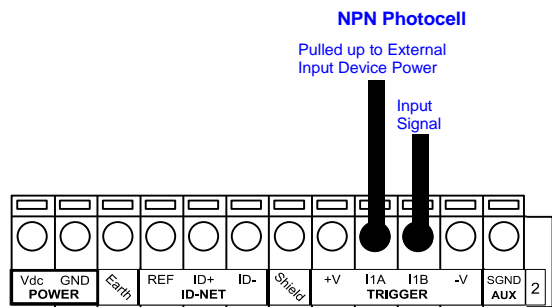 NPN Photocell
Pulled up to External
Input Device Power
Input
Signal
Vdc GND Earth REF ID+ ID- Shield +V I1A I1B -V SGND 2
POWER ID-NET TRIGGER AUX